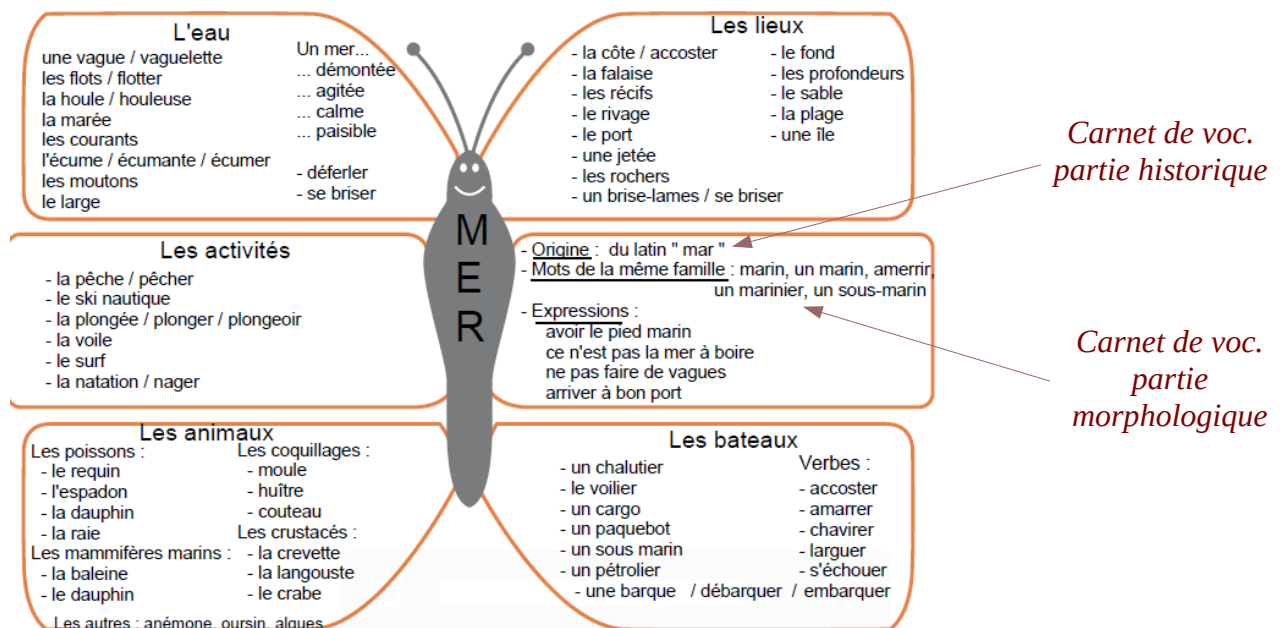 L'eau
une vague / vaguelette
les flots / flotter
la houle / houleuse
la marée
les courants
l'écume / écumante / écumer
les moutons
le large
Un mer...
... démontée
... agitée
... calme
... paisible
- déferler
- se briser
Les lieux
- la côte / accoster
- la falaise
- les récifs
- le rivage
- le port
- une jetée
- les rochers
- un brise-lames / se briser
- le fond
- les profondeurs
- le sable
- la plage
- une île
Carnet de voc.
partie historique
M
E
R
Les activités
- la pêche / pêcher
- le ski nautique
- la plongée / plonger / plongeoir
- la voile
- le surf
- la natation / nager
- Origine : du latin " mar "
- Mots de la même famille : marin, un marin, amerrir,
un marinier, un sous-marin
- Expressions :
avoir le pied marin
ce n'est pas la mer à boire
ne pas faire de vagues
arriver à bon port
Carnet de voc.
partie
morphologique
Les animaux
Les poissons :
- le requin
- l'espadon
- la dauphin
- la raie
Les mammifères marins :
- la baleine
- le dauphin
Les coquillages :
- moule
- huître
- couteau
Les crustacés :
- la crevette
- la langouste
- le crabe
Les autres : anémone, oursin, algues
Les bateaux
- un chalutier
- le voilier
- un cargo
- un paquebot
- un sous marin
- un pétrolier
- une barque / débarquer / embarquer
Verbes :
- accoster
- amarrer
- chavirer
- larguer
- s'échouer